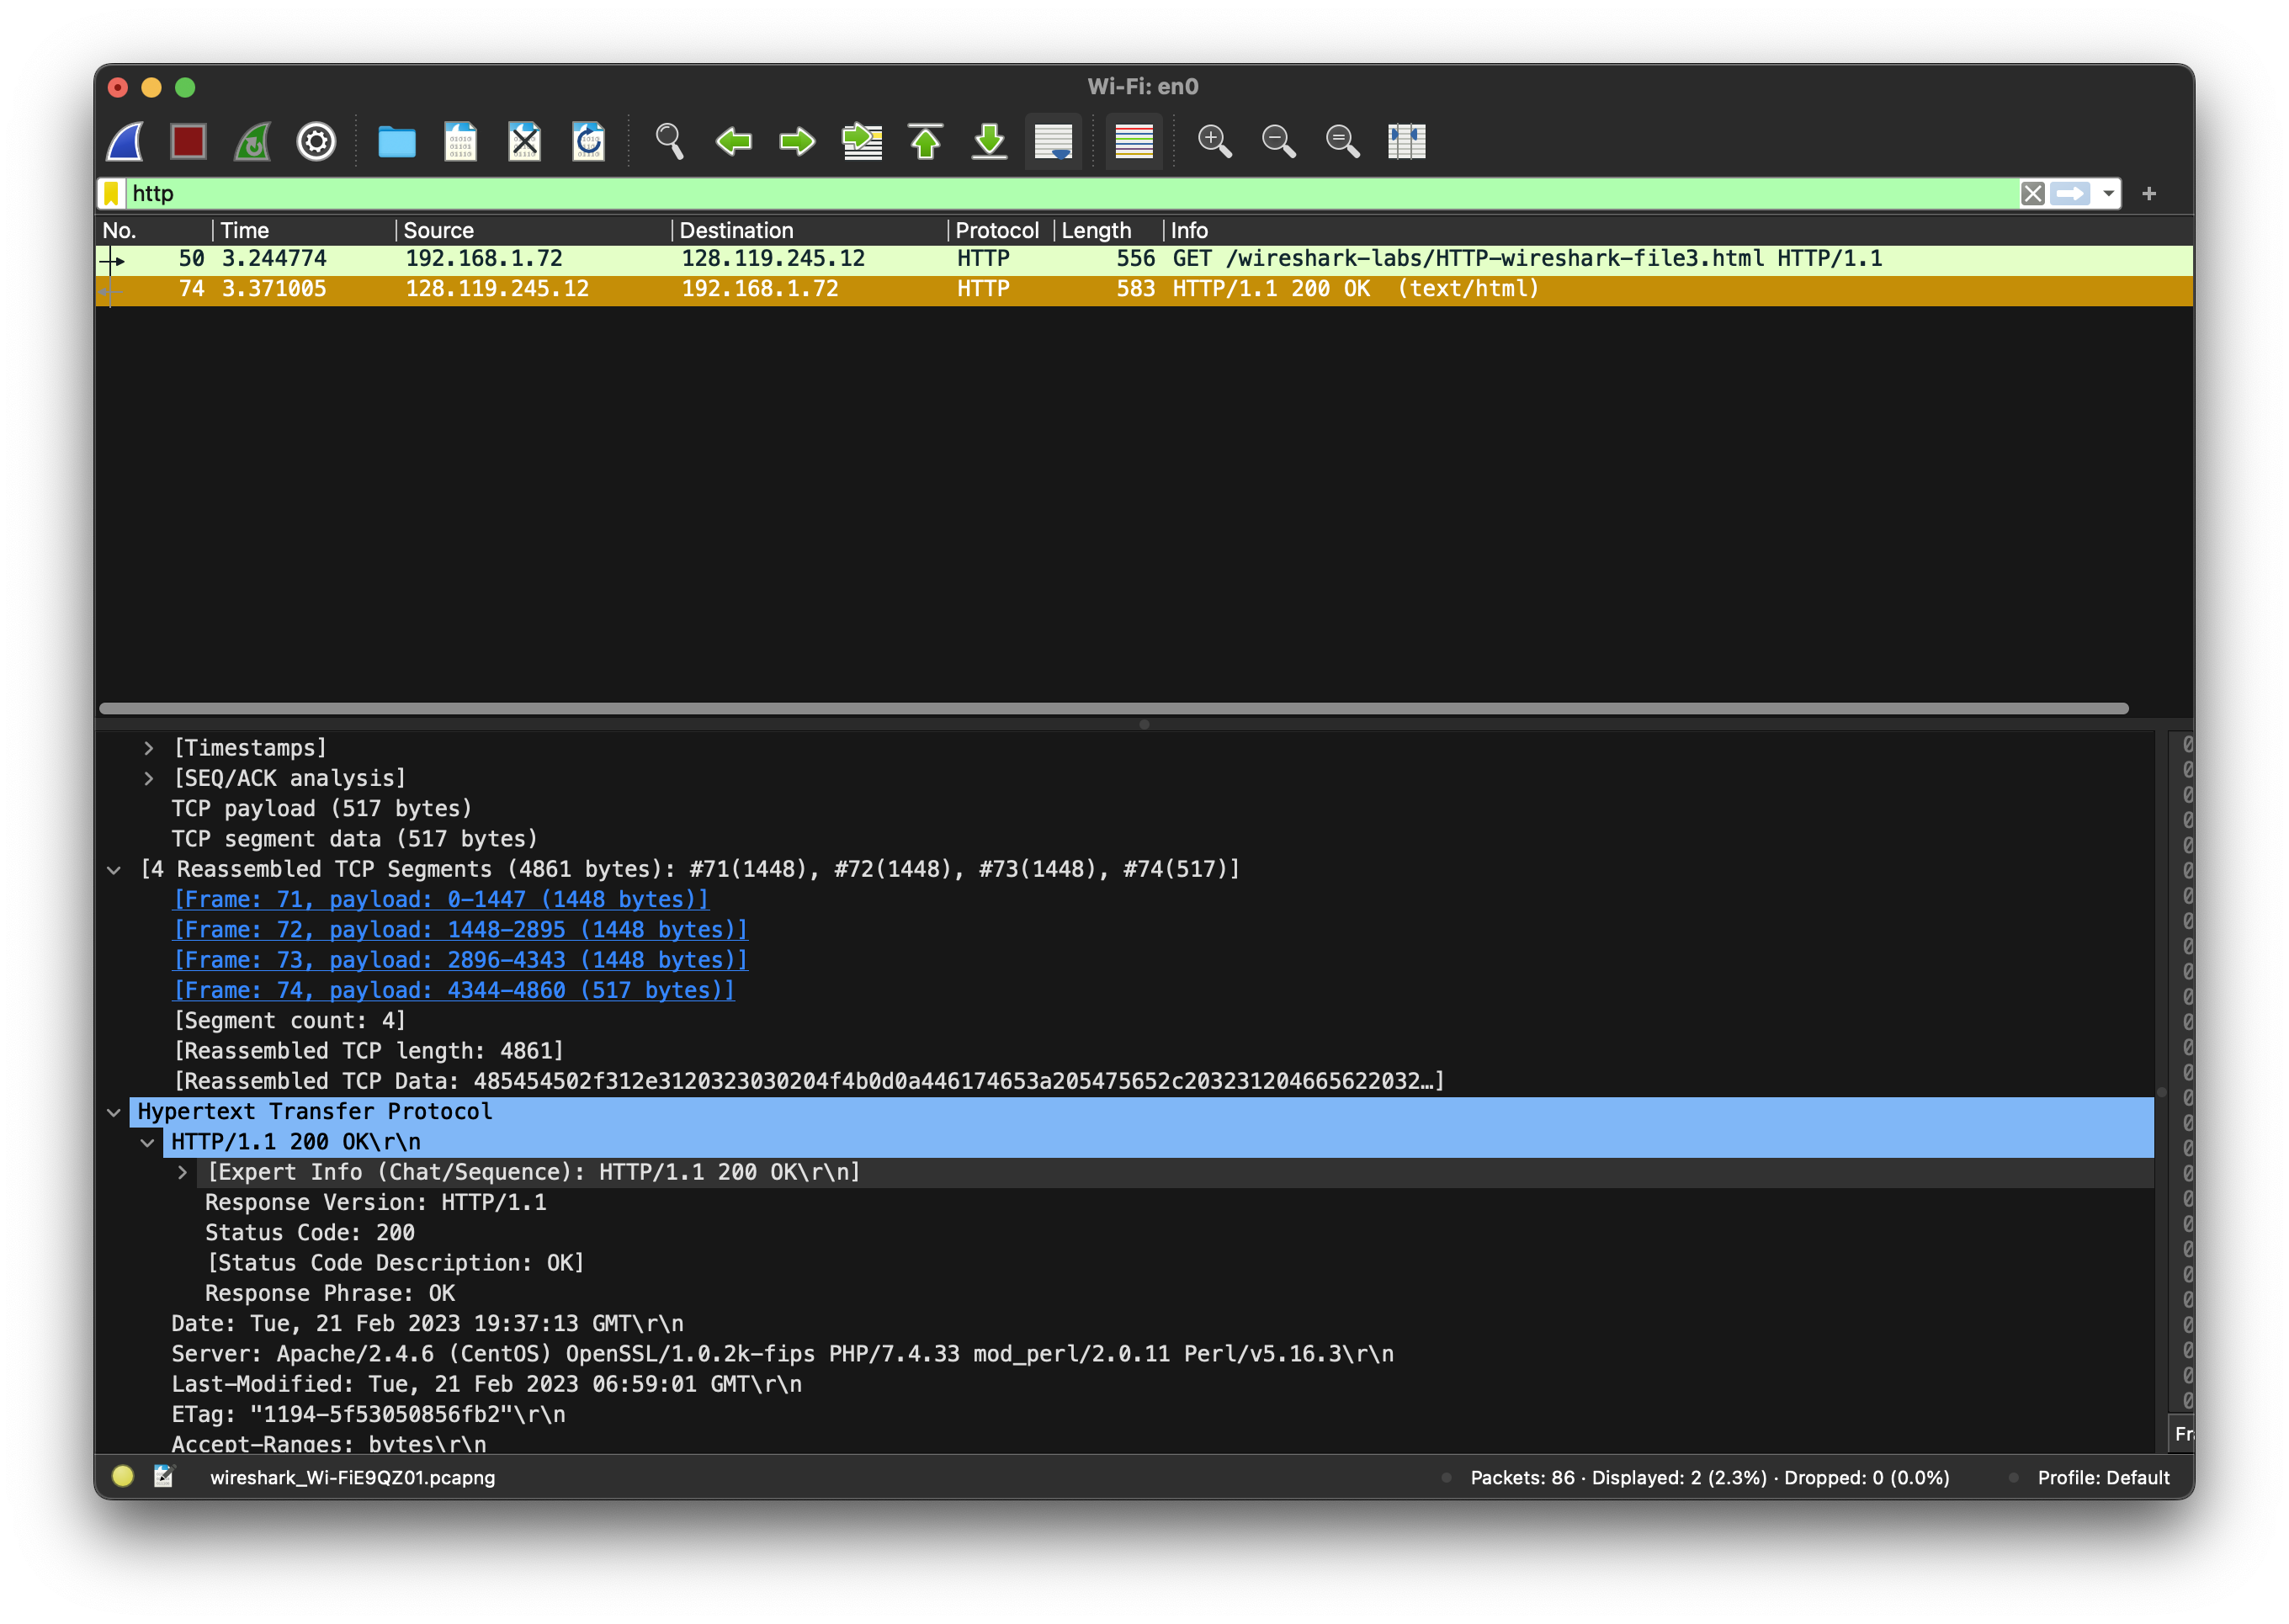 Wi-Fi: en0
http
No. Time Source Destination Protocol Length Info
50 3.244774 192.168.1.72 128.119.245.12 HTTP 556 GET /wireshark-labs/HTTP-wireshark-file3.html HTTP/1.1
74 3.371005 128.119.245.12 192.168.1.72 HTTP 583 HTTP/1.1 200 OK  (text/html)
[Timestamps]
[SEQ/ACK analysis]
TCP payload (517 bytes)
TCP segment data (517 bytes)
[4 Reassembled TCP Segments (4861 bytes): #71(1448), #72(1448), #73(1448), #74(517)]
[Frame: 71, payload: 0-1447 (1448 bytes)]
[Frame: 72, payload: 1448-2895 (1448 bytes)]
[Frame: 73, payload: 2896-4343 (1448 bytes)]
[Frame: 74, payload: 4344-4860 (517 bytes)]
[Segment count: 4]
[Reassembled TCP length: 4861]
[Reassembled TCP Data: 485454502f312e3120323030204f4b0d0a446174653a205475652c203231204665622032…]
Hypertext Transfer Protocol
HTTP/1.1 200 OK\r\n
[Expert Info (Chat/Sequence): HTTP/1.1 200 OK\r\n]
Response Version: HTTP/1.1
Status Code: 200
[Status Code Description: OK]
Response Phrase: OK
Date: Tue, 21 Feb 2023 19:37:13 GMT\r\n
Server: Apache/2.4.6 (CentOS) OpenSSL/1.0.2k-fips PHP/7.4.33 mod_perl/2.0.11 Perl/v5.16.3\r\n
Last-Modified: Tue, 21 Feb 2023 06:59:01 GMT\r\n
ETag: "1194-5f53050856fb2"\r\n
Accept-Ranges: bytes\r\n
wireshark_Wi-FiE9QZ01.pcapng
Packets: 86 · Displayed: 2 (2.3%) · Dropped: 0 (0.0%)
Profile: Default